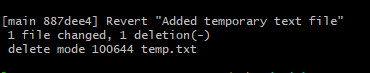 [main 887dee4] Revert "Added temporary text file"
1 file changed, 1 deletion(-)
delete mode 100644 temp.txt